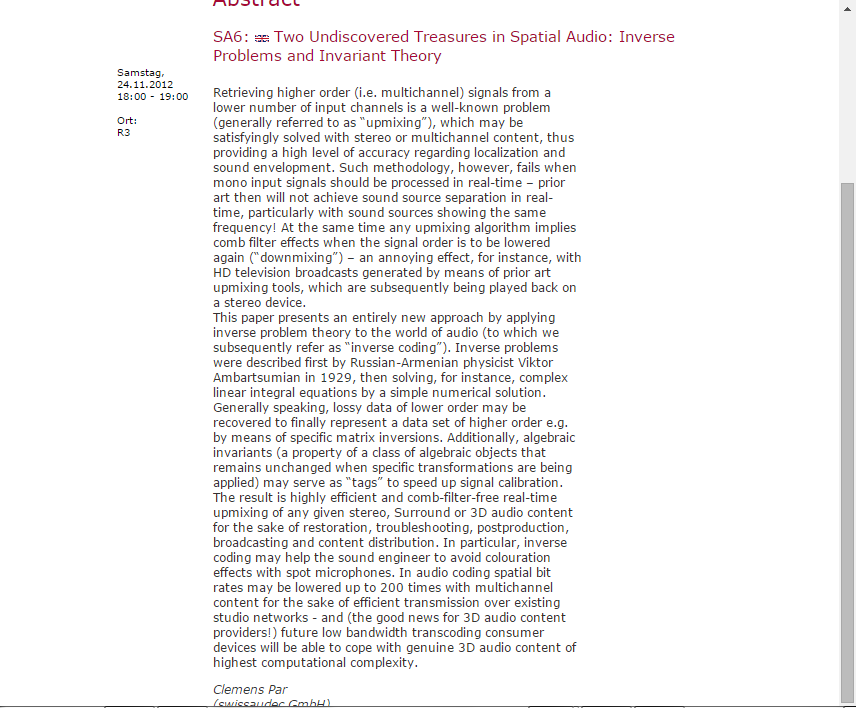 Abstract
SA6: Two Undiscovered Treasures in Spatial Audio: Inverse
Problems and Invariant Theory
Samstag,
24.11.2012
18:00 - 19:00
Ort:
R3
Retrieving higher order (i.e. multichannel) signals from a
lower number of input channels is a well-known problem
(generally referred to as “upmixing”), which may be
satisfyingly solved with stereo or multichannel content, thus
providing a high level of accuracy regarding localization and
sound envelopment. Such methodology, however, fails when
mono input signals should be processed in real-time – prior
art then will not achieve sound source separation in real-
time, particularly with sound sources showing the same
frequency! At the same time any upmixing algorithm implies
comb filter effects when the signal order is to be lowered
again (“downmixing”) – an annoying effect, for instance, with
HD television broadcasts generated by means of prior art
upmixing tools, which are subsequently being played back on
a stereo device.
This paper presents an entirely new approach by applying
inverse problem theory to the world of audio (to which we
subsequently refer as “inverse coding”). Inverse problems
were described first by Russian-Armenian physicist Viktor
Ambartsumian in 1929, then solving, for instance, complex
linear integral equations by a simple numerical solution.
Generally speaking, lossy data of lower order may be
recovered to finally represent a data set of higher order e.g.
by means of specific matrix inversions. Additionally, algebraic
invariants (a property of a class of algebraic objects that
remains unchanged when specific transformations are being
applied) may serve as “tags” to speed up signal calibration.
The result is highly efficient and comb-filter-free real-time
upmixing of any given stereo, Surround or 3D audio content
for the sake of restoration, troubleshooting, postproduction,
broadcasting and content distribution. In particular, inverse
coding may help the sound engineer to avoid colouration
effects with spot microphones. In audio coding spatial bit
rates may be lowered up to 200 times with multichannel
content for the sake of efficient transmission over existing
studio networks - and (the good news for 3D audio content
providers!) future low bandwidth transcoding consumer
devices will be able to cope with genuine 3D audio content of
highest computational complexity.
Clemens Par
(swissaudec GmbH)